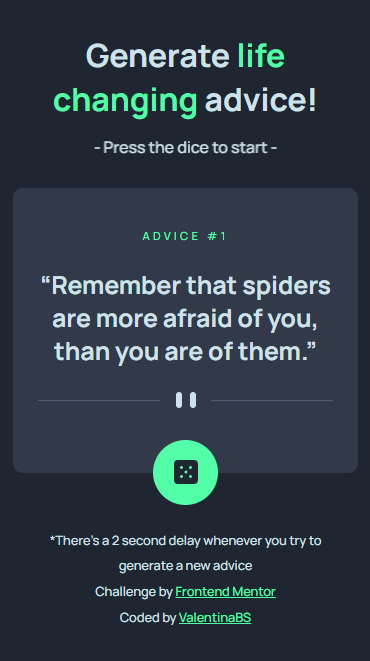 Generate life
changing advice!
- Press the dice to start -
ADVICE #1
“Remember that spiders
are more afraid of you,
than you are of them.”
*There's a 2 second delay whenever you try to
generate a new advice
Challenge by Frontend Mentor
Coded by ValentinaBS